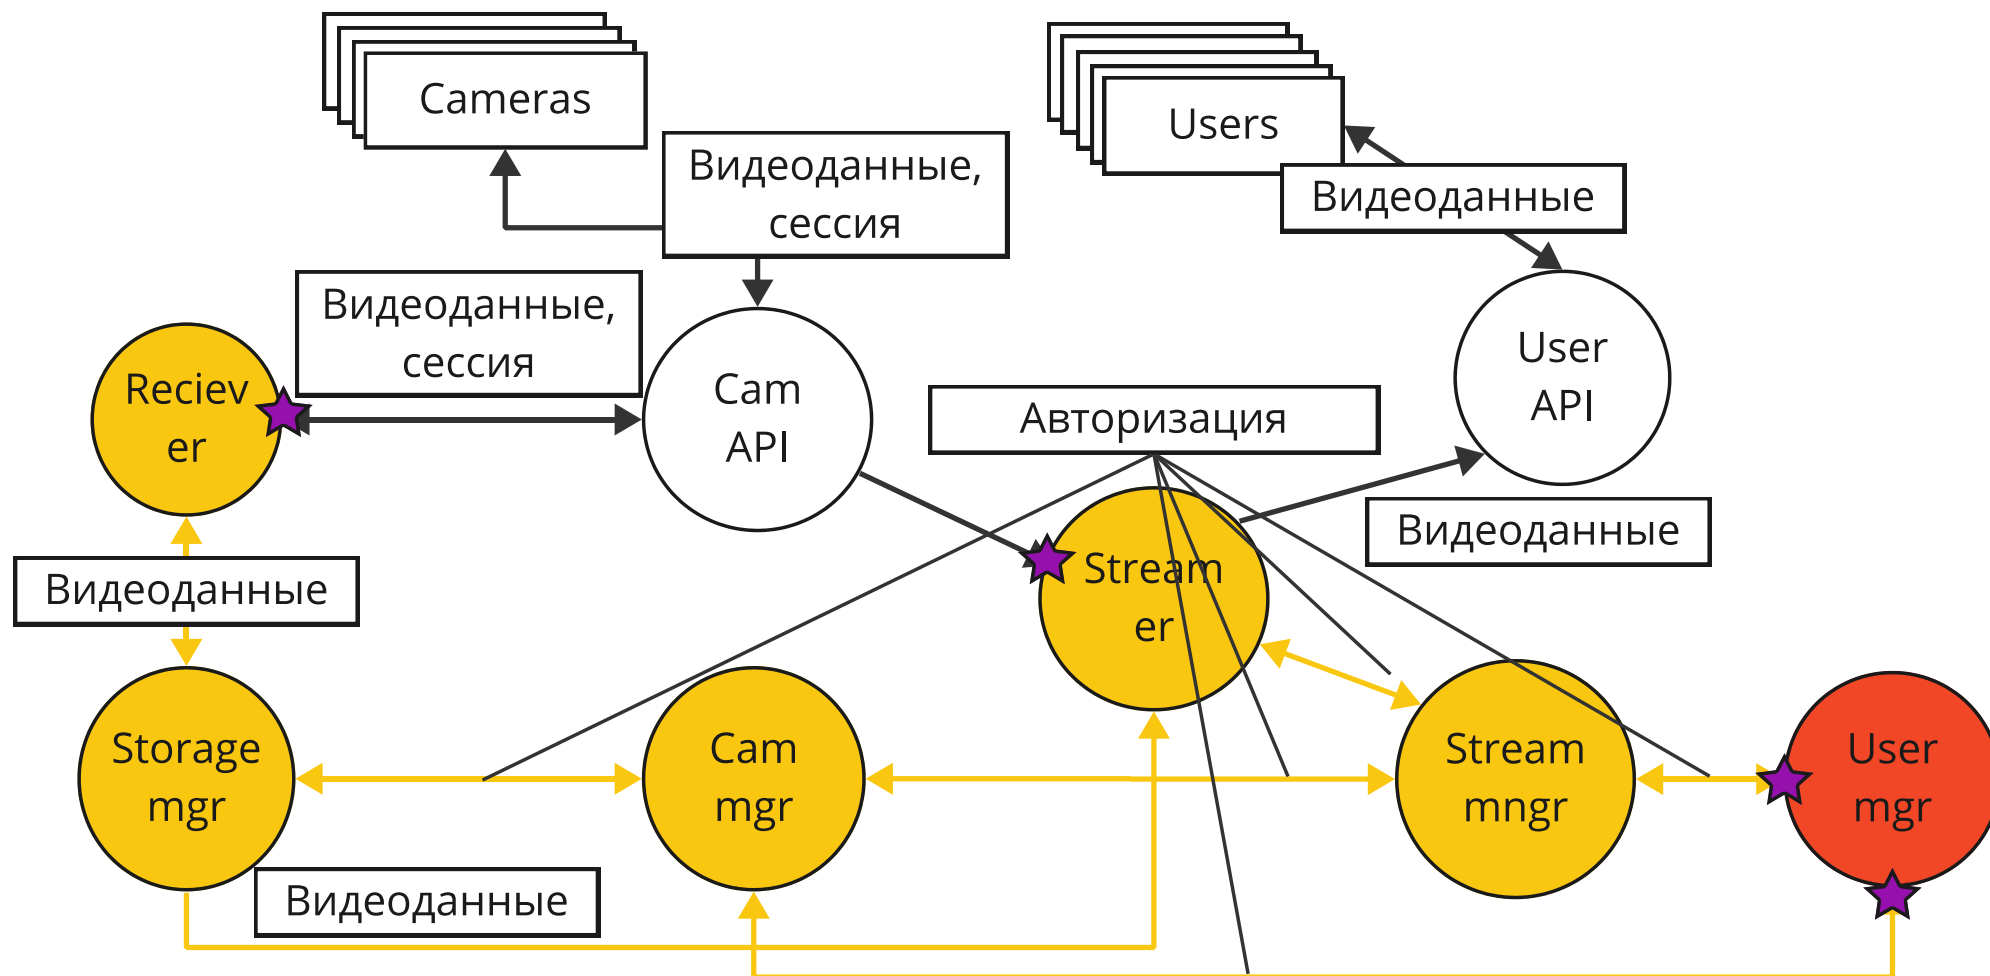 Cameras
Users
Видеоданные,
сессия
Видеоданные
Видеоданные,
сессия
Reciev
er
Cam
API
User
API
Авторизация
Видеоданные
Stream
er
Видеоданные
Storage
mgr
Cam
mgr
Stream
mngr
User
mgr
Видеоданные